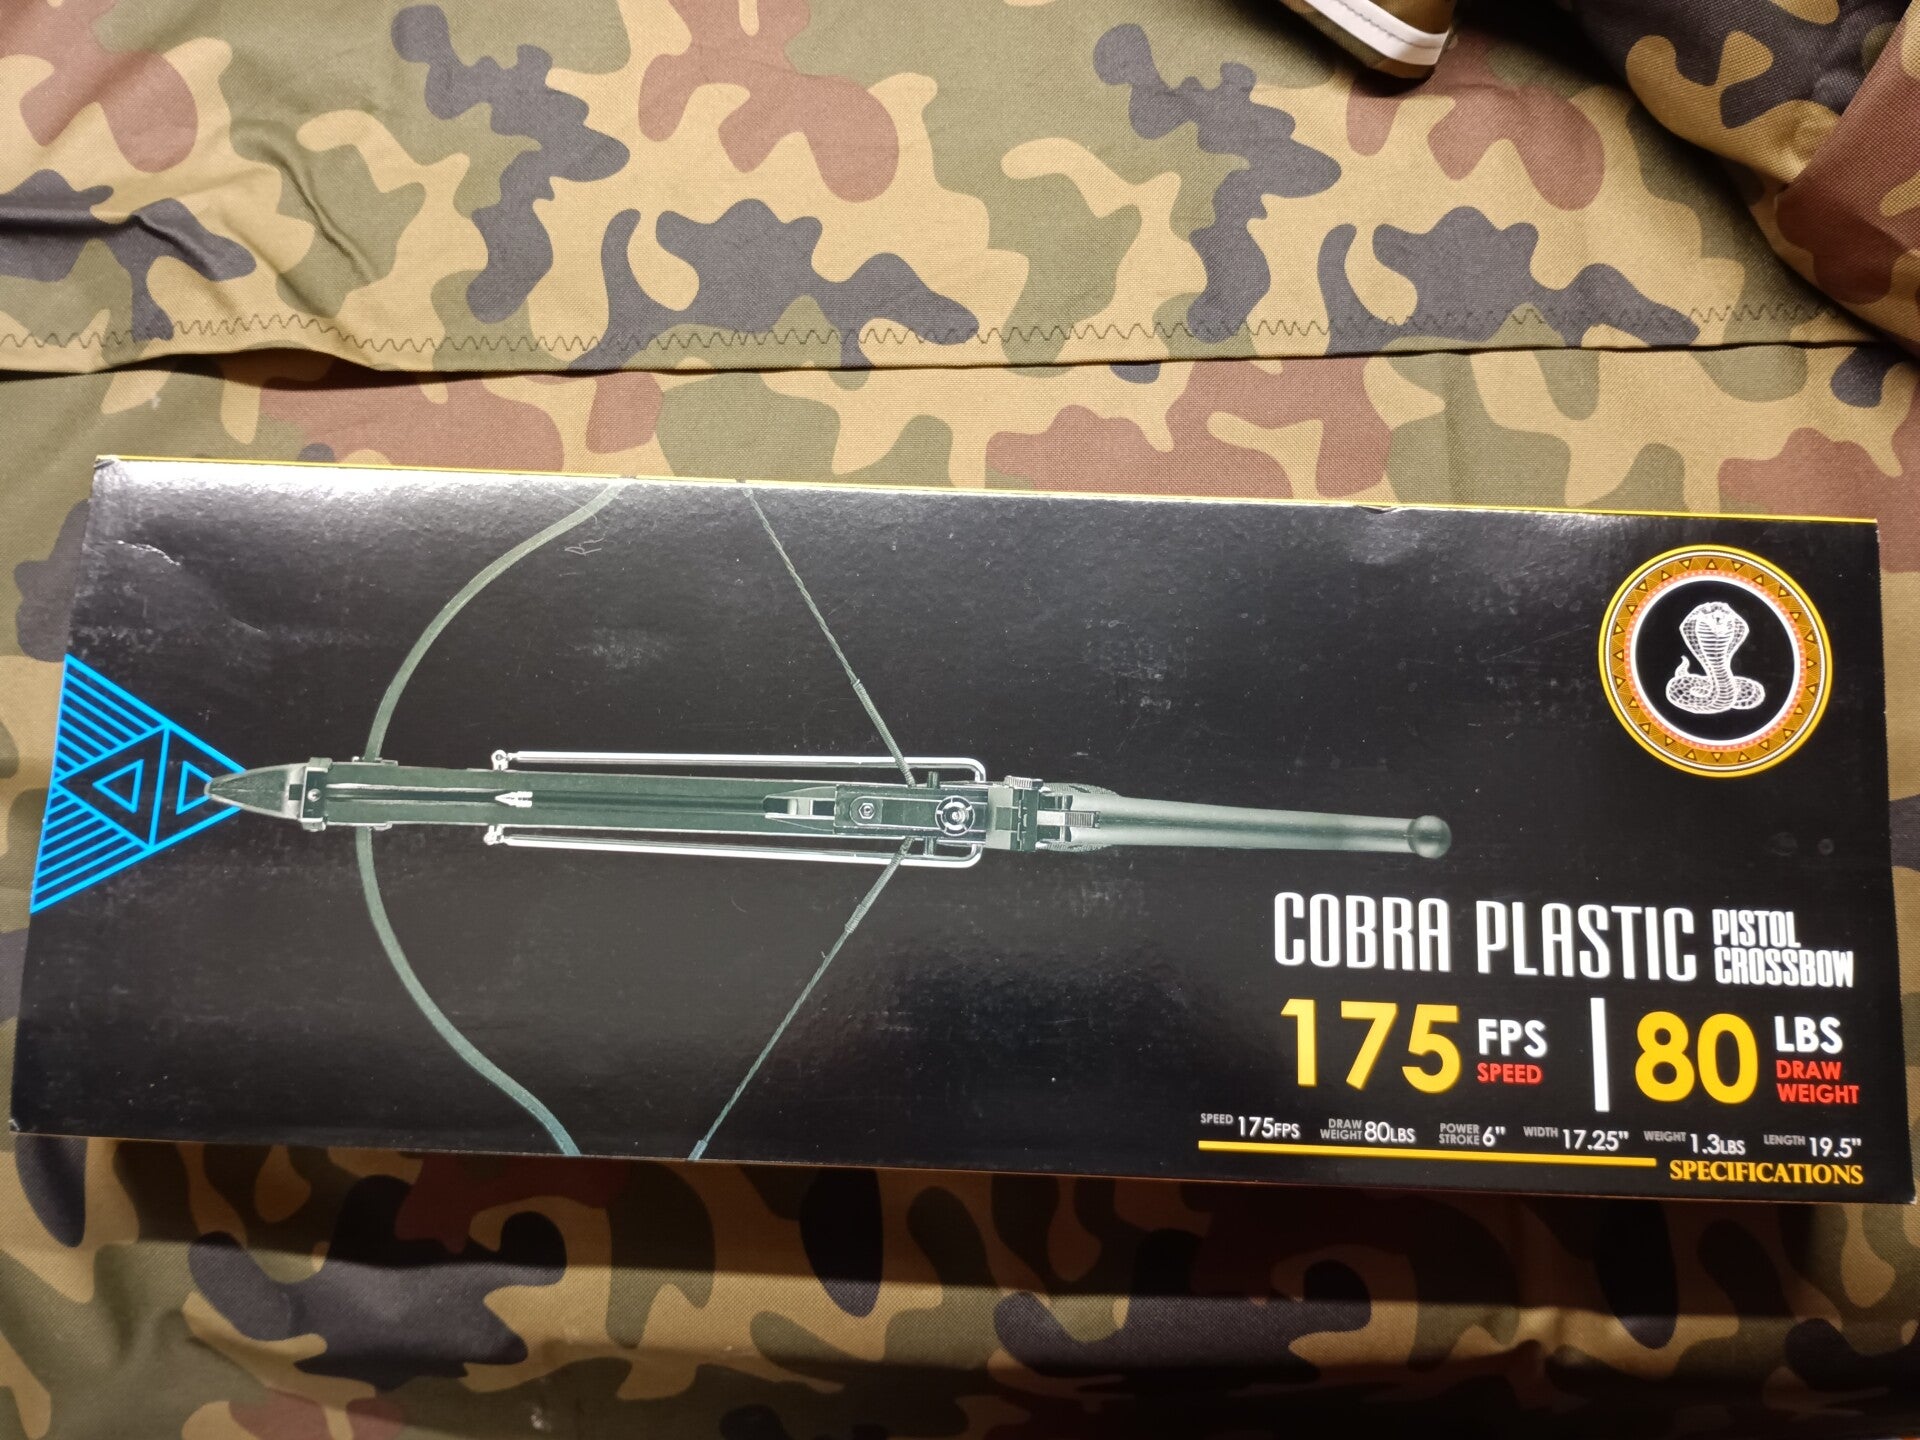 COBRA PLASTIC PISTOL
CROSSBOW
175 FPS
SPEED
80 LBS
DRAW
WEIGHT
SPEED 175FPS DRAW WEIGHT 80LBS POWER STROKE 6" WIDTH 17.25" WEIGHT 1.3LBS LENGTH 19.5"
SPECIFICATIONS